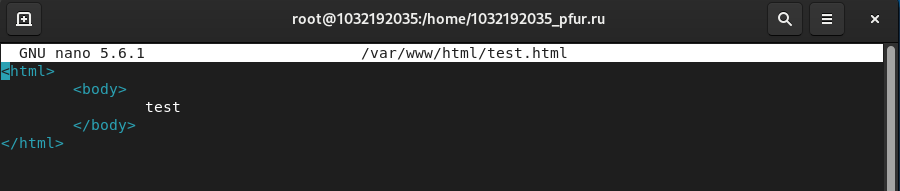 root@1032192035:/home/1032192035_pfur.ru
GNU nano 5.6.1 /var/www/html/test.html
<html>
        <body>
                test
        </body>
</html>